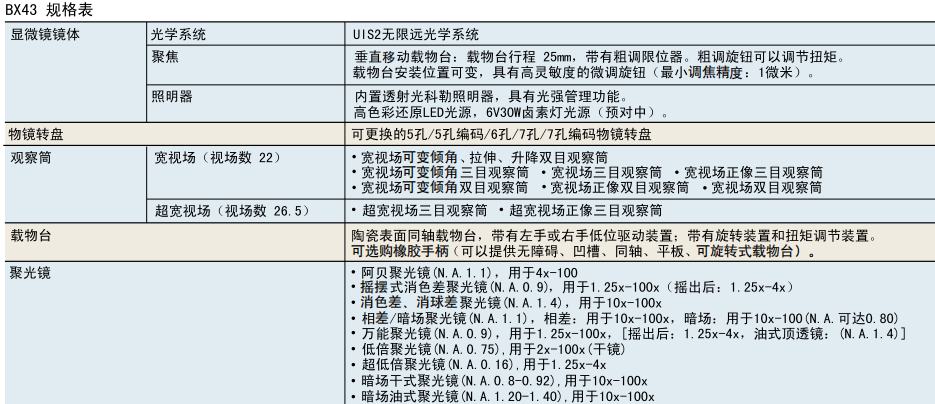 BX43 规格表
显微镜镜体 光学系统 UIS2无限远光学系统
聚焦 垂直移动载物台：载物台行程 25mm，带有粗调限位器。粗调旋钮可以调节扭矩。
载物台安装位置可变，具有高灵敏度的微调旋钮（最小调焦精度：1微米）。
照明器 内置透射光科勒照明器，具有光强管理功能。
高色彩还原LED光源，6V30W卤素灯光源（预对中）。
物镜转盘 可更换的5孔/5孔编码/6孔/7孔/7孔编码物镜转盘
观察筒 宽视场（视场数 22） •宽视场可变倾角、拉伸、升降双目观察筒
•宽视场可变倾角三目观察筒 •宽视场三目观察筒 •宽视场正像三目观察筒
•宽视场可变倾角双目观察筒 •宽视场正像双目观察筒 •宽视场双目观察筒
超宽视场（视场数 26.5） •超宽视场三目观察筒 •超宽视场正像三目观察筒
载物台 陶瓷表面同轴载物台，带有左手或右手低位驱动装置；带有旋转装置和扭矩调节装置。
可选购橡胶手柄（可以提供无障碍、凹槽、同轴、平板、可旋转式载物台）。
聚光镜 •阿贝聚光镜(N.A.1.1)，用于4x-100
•摇摆式消色差聚光镜(N.A.0.9)，用于1.25x-100x（摇出后：1.25x-4x）
•消色差、消球差聚光镜(N.A.1.4)，用于10x-100x
•相差/暗场聚光镜(N.A.1.1)，相差：用于10x-100x，暗场：用于10x-100x(N.A.可达0.80)
•万能聚光镜(N.A.0.9)，用于1.25x-100x，[摇出后：1.25x-4x，油式顶透镜：(N.A.1.4)]
•低倍聚光镜(N.A.0.75),用于2x-100x(干镜)
•超低倍聚光镜(N.A.0.16),用于1.25x-4x
•暗场干式聚光镜(N.A.0.8-0.92),用于10x-100x
•暗场油式聚光镜(N.A.1.20-1.40),用于10x-100x